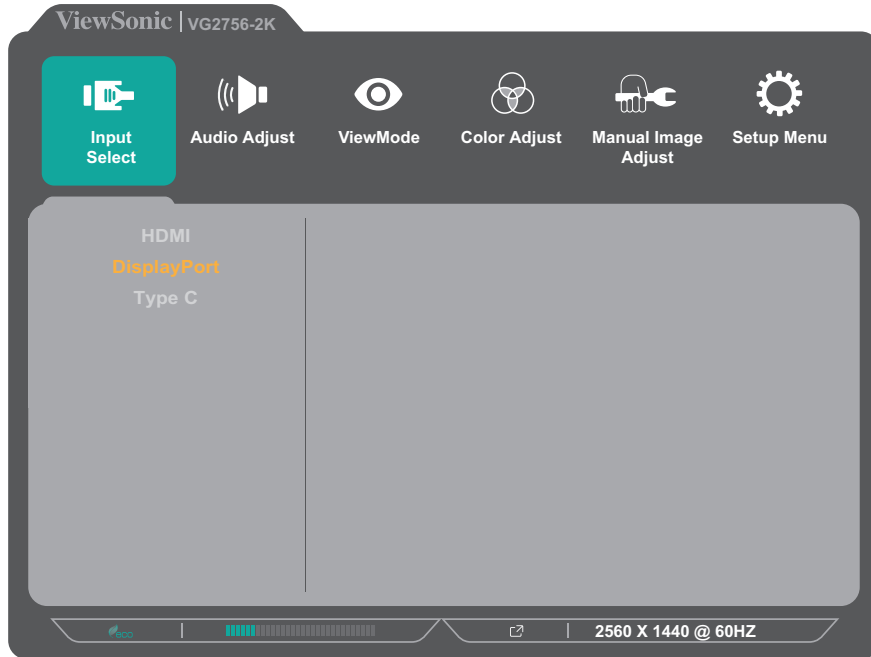 ViewSonic | VG2756-2K
Input
Select
Audio Adjust
ViewMode
Color Adjust
Manual Image
Adjust
Setup Menu
HDMI
DisplayPort
Type C
eco
2560 X 1440 @ 60HZ